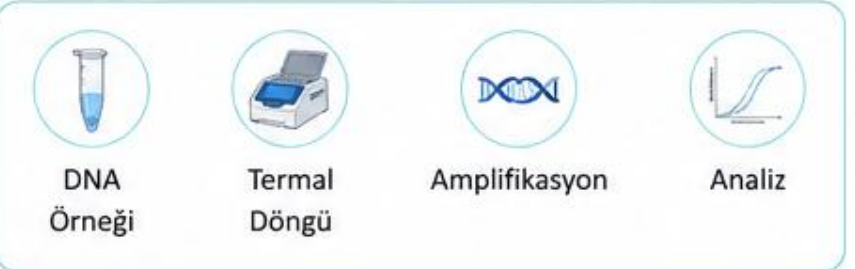 DNA
Örneği
Termal
Döngü
Amplifikasyon
Analiz